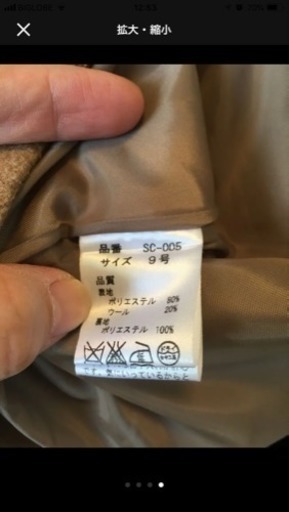 拡大・縮小
品番 SC-005
サイズ 9号
品質
表地
ポリエステル 80%
ウール 20%
裏地
ポリエステル 100%